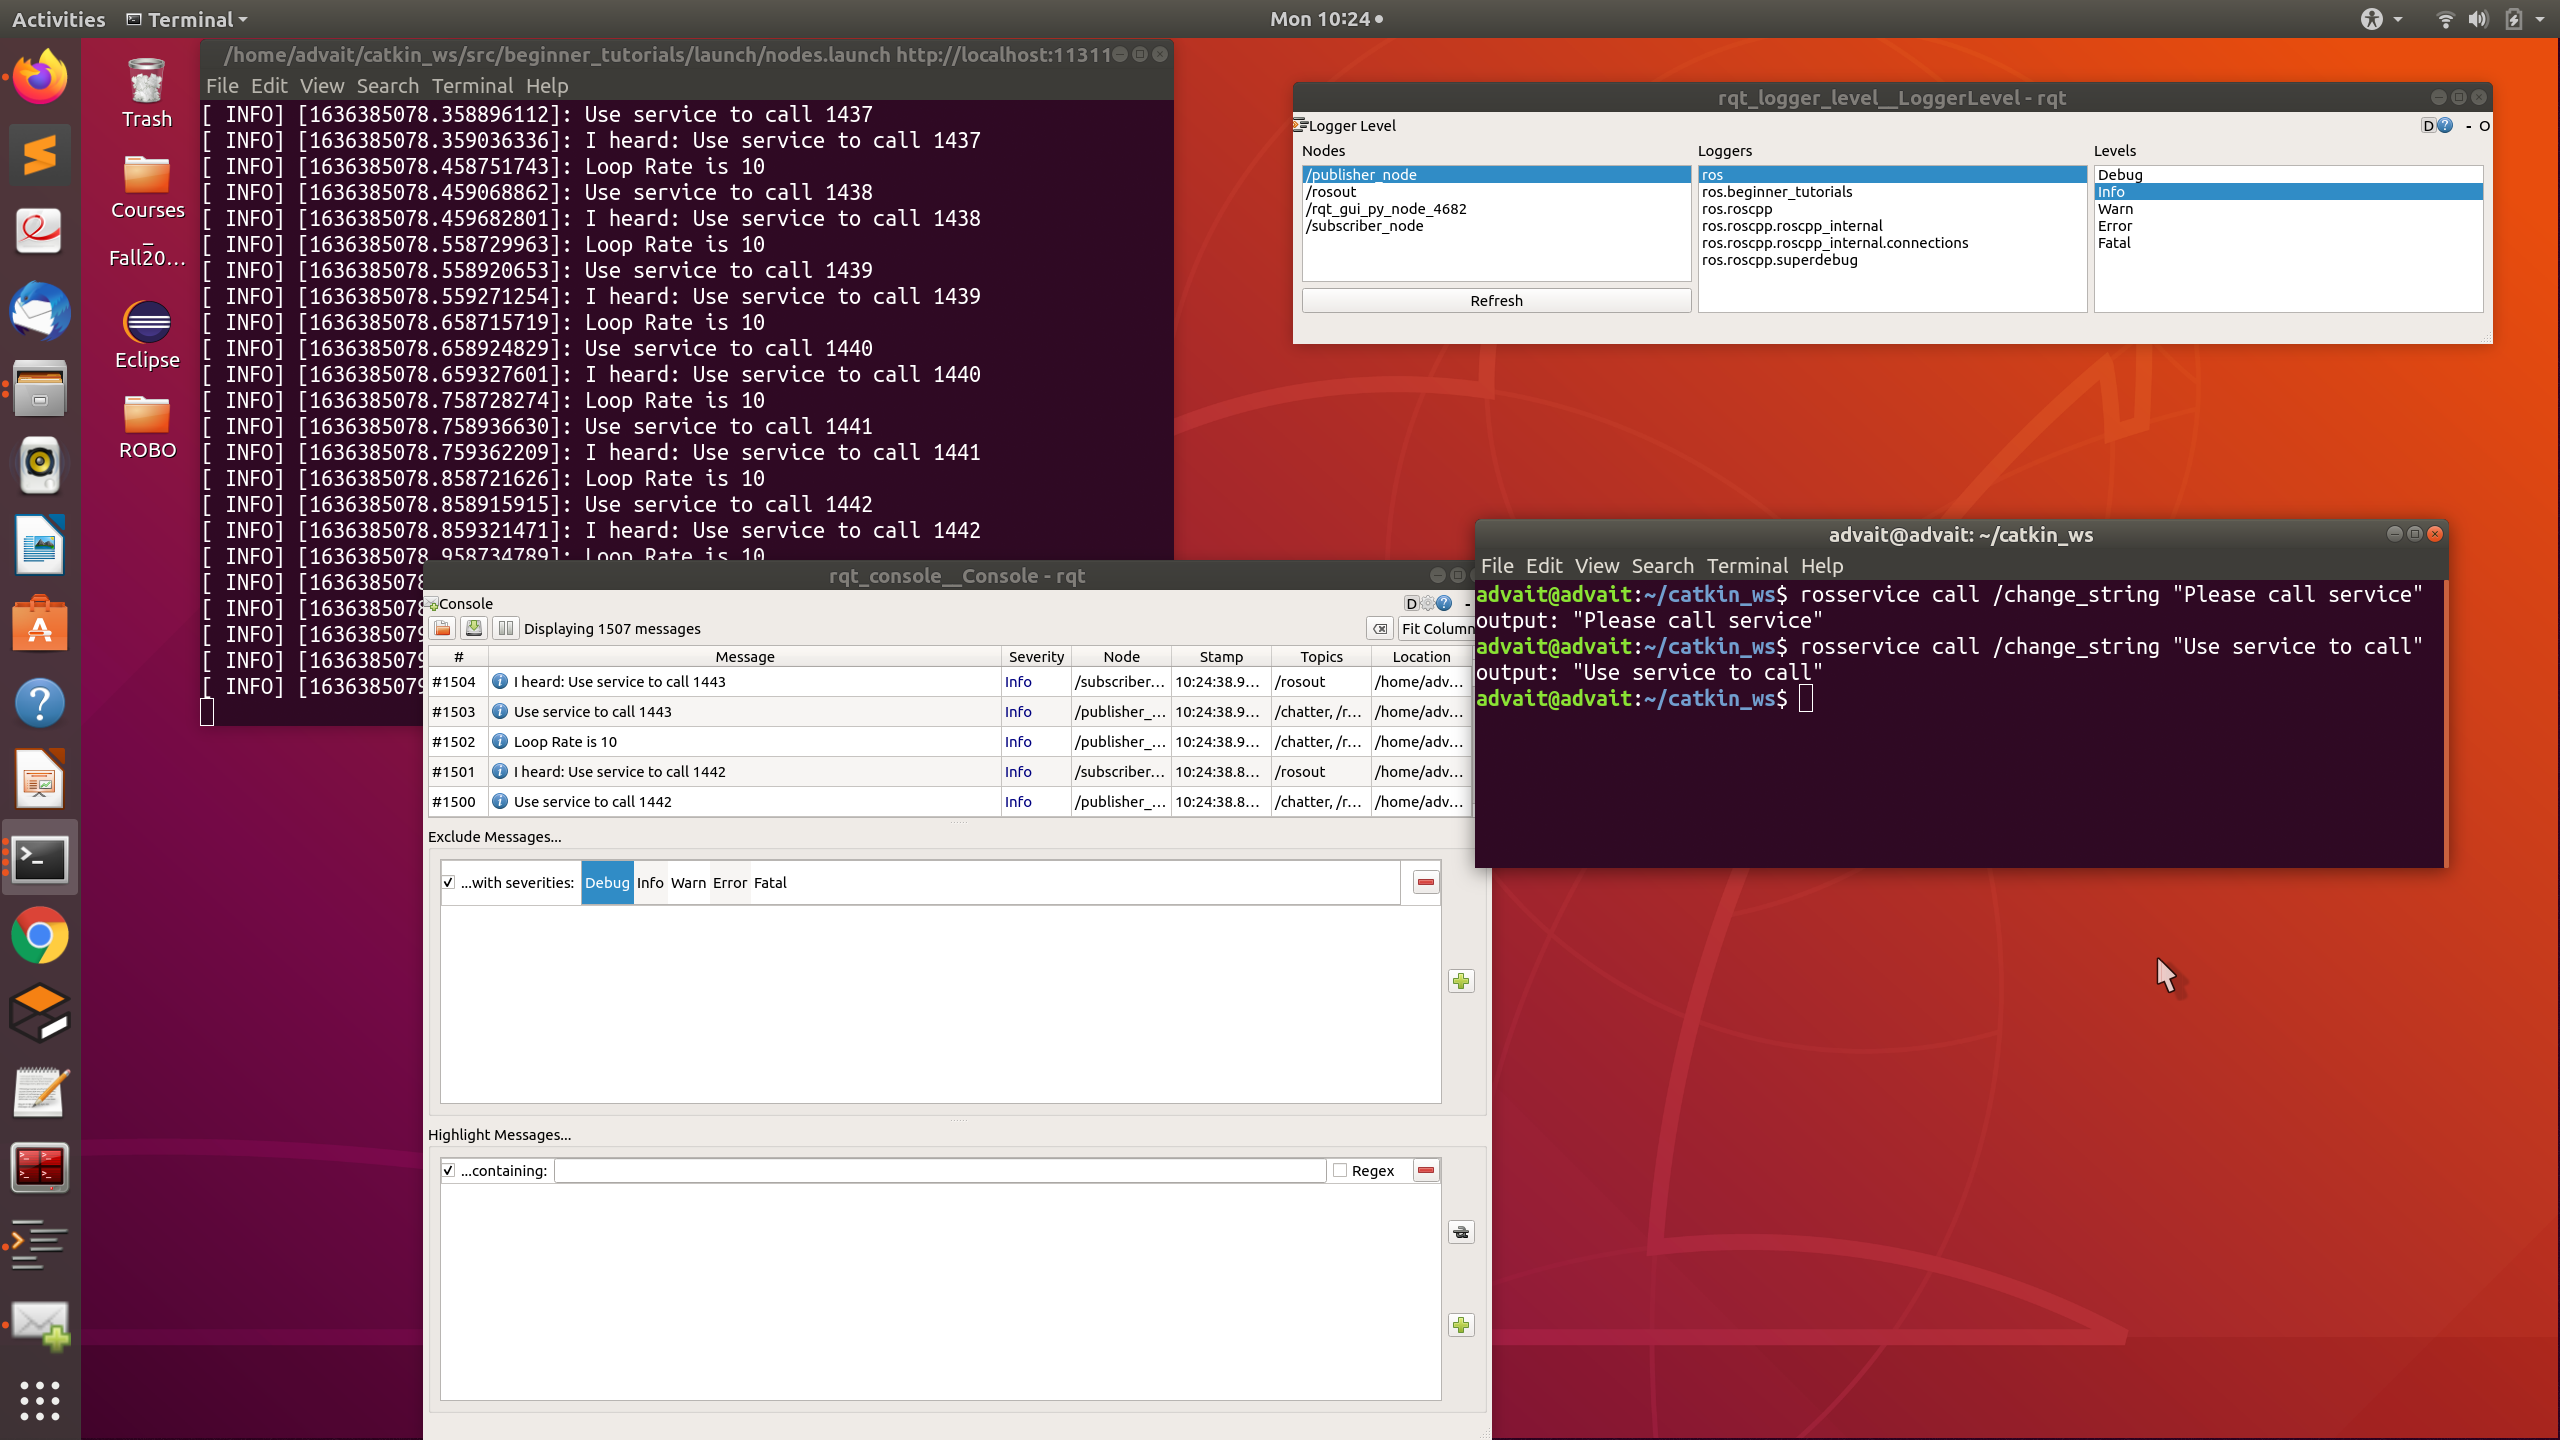 Activities Terminal Mon 10:24
Trash
Courses
Fall20...
Eclipse
ROBO
/home/advait/catkin_ws/src/beginner_tutorials/launch/nodes.launch http://localhost:11311
File Edit View Search Terminal Help
[ INFO] [1636385078.358896112]: Use service to call 1437
[ INFO] [1636385078.359036336]: I heard: Use service to call 1437
[ INFO] [1636385078.458751743]: Loop Rate is 10
[ INFO] [1636385078.459068862]: Use service to call 1438
[ INFO] [1636385078.459682801]: I heard: Use service to call 1438
[ INFO] [1636385078.558729963]: Loop Rate is 10
[ INFO] [1636385078.558920653]: Use service to call 1439
[ INFO] [1636385078.559271254]: I heard: Use service to call 1439
[ INFO] [1636385078.658715719]: Loop Rate is 10
[ INFO] [1636385078.658924829]: Use service to call 1440
[ INFO] [1636385078.659327601]: I heard: Use service to call 1440
[ INFO] [1636385078.758728274]: Loop Rate is 10
[ INFO] [1636385078.758936630]: Use service to call 1441
[ INFO] [1636385078.759362209]: I heard: Use service to call 1441
[ INFO] [1636385078.858721626]: Loop Rate is 10
[ INFO] [1636385078.858915915]: Use service to call 1442
[ INFO] [1636385078.859321471]: I heard: Use service to call 1442
[ INFO] [1636385078.958734789]: Loop Rate is 10
[ INFO] [1636385078
[ INFO] [1636385078
[ INFO] [1636385079
[ INFO] [1636385079
[ INFO] [1636385079
rqt_logger_level__LoggerLevel - rqt
Logger Level D - O
Nodes Loggers Levels
/publisher_node ros Debug
/rosout ros.beginner_tutorials Info
/rqt_gui_py_node_4682 ros.roscpp Warn
/subscriber_node ros.roscpp.roscpp_internal Error
ros.roscpp.roscpp_internal.connections Fatal
ros.roscpp.superdebug
Refresh
advait@advait: ~/catkin_ws
File Edit View Search Terminal Help
advait@advait:~/catkin_ws$ rosservice call /change_string "Please call service"
output: "Please call service"
advait@advait:~/catkin_ws$ rosservice call /change_string "Use service to call"
output: "Use service to call"
advait@advait:~/catkin_ws$
rqt_console__Console - rqt
Console D -
Displaying 1507 messages Fit Column
# Message Severity Node Stamp Topics Location
#1504 I heard: Use service to call 1443 Info /subscriber... 10:24:38.9... /rosout /home/adv...
#1503 Use service to call 1443 Info /publisher_... 10:24:38.9... /chatter, /r... /home/adv...
#1502 Loop Rate is 10 Info /publisher_... 10:24:38.9... /chatter, /r... /home/adv...
#1501 I heard: Use service to call 1442 Info /subscriber... 10:24:38.8... /rosout /home/adv...
#1500 Use service to call 1442 Info /publisher_... 10:24:38.8... /chatter, /r... /home/adv...
Exclude Messages...
...with severities: Debug Info Warn Error Fatal
Highlight Messages...
...containing: Regex